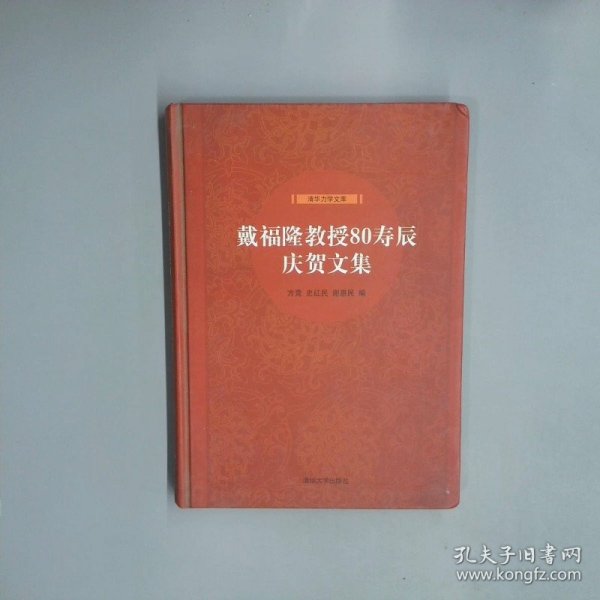 清华力学文库
戴福隆教授80寿辰
庆贺文集
方竞 史红民 谢惠民 编
清华大学出版社
孔夫子旧书网
www.kongfz.com